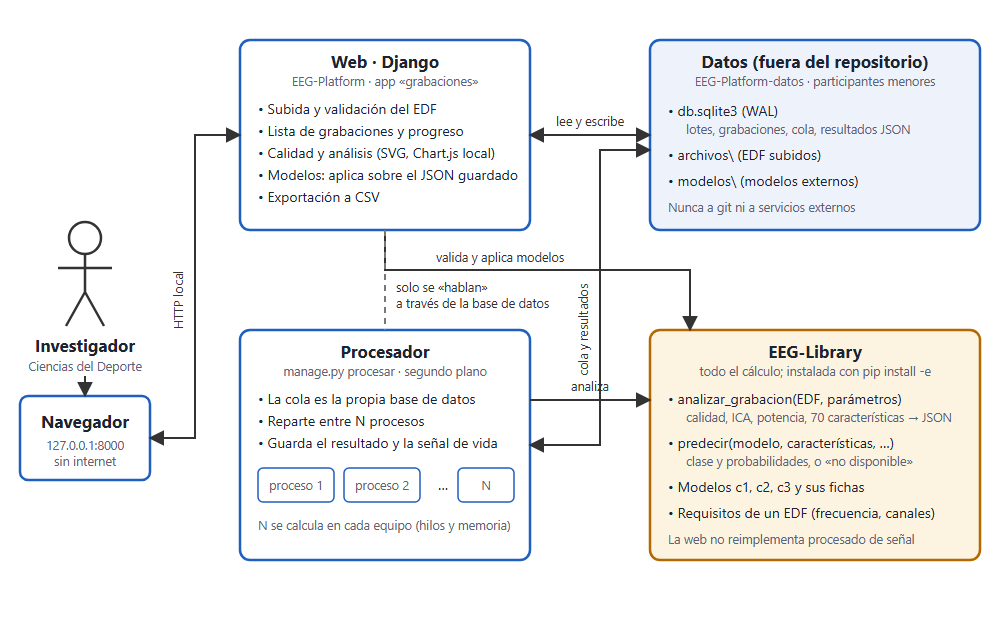 Web · Django
EEG-Platform · app «grabaciones»
• Subida y validación del EDF
• Lista de grabaciones y progreso
• Calidad y análisis (SVG, Chart.js local)
• Modelos: aplica sobre el JSON guardado
• Exportación a CSV
lee y escribe
Datos (fuera del repositorio)
EEG-Platform-datos · participantes menores
• db.sqlite3 (WAL)
lotes, grabaciones, cola, resultados JSON
• archivos\ (EDF subidos)
• modelos\ (modelos externos)
Nunca a git ni a servicios externos
HTTP local
valida y aplica modelos
solo se «hablan»
a través de la base de datos
cola y resultados
analiza
Investigador
Ciencias del Deporte
Navegador
127.0.0.1:8000
sin internet
Procesador
manage.py procesar · segundo plano
• La cola es la propia base de datos
• Reparte entre N procesos
• Guarda el resultado y la señal de vida
proceso 1
proceso 2
...
N
N se calcula en cada equipo (hilos y memoria)
EEG-Library
todo el cálculo; instalada con pip install -e
• analizar_grabacion(EDF, parámetros)
calidad, ICA, potencia, 70 características → JSON
• predecir(modelo, características, ...)
clase y probabilidades, o «no disponible»
• Modelos c1, c2, c3 y sus fichas
• Requisitos de un EDF (frecuencia, canales)
La web no reimplementa procesado de señal